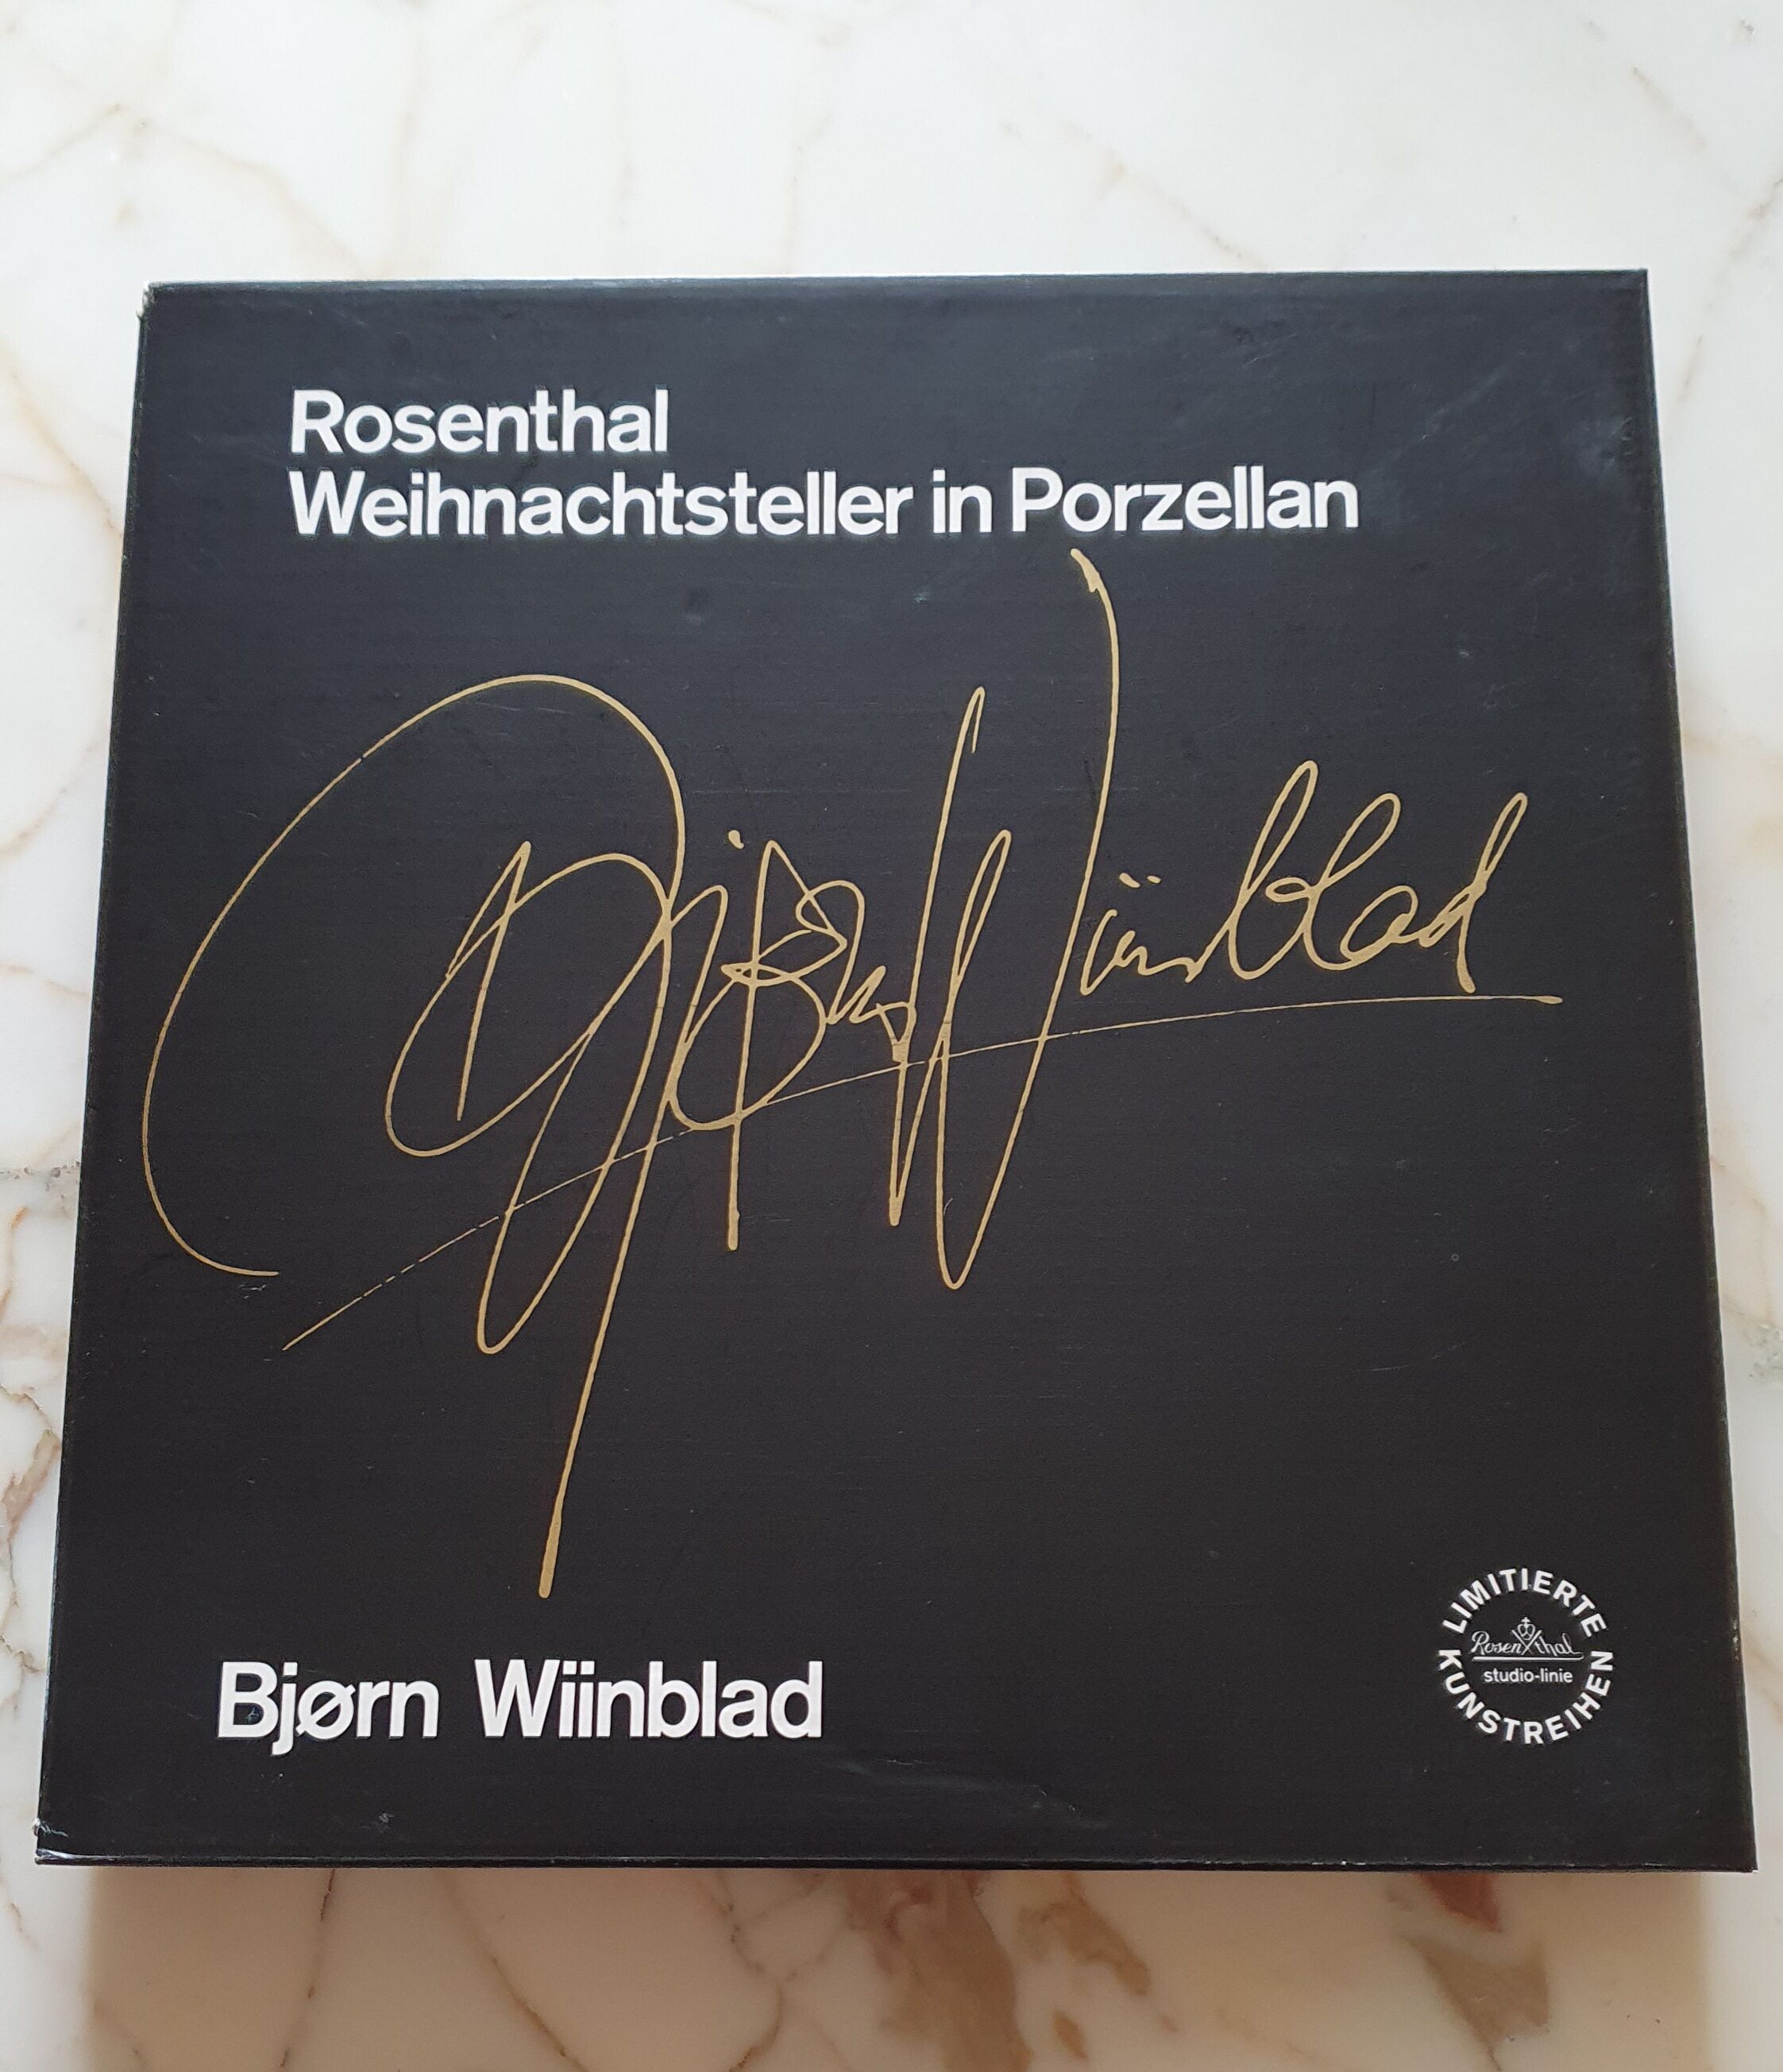 Rosenthal
Weihnachtsteller in Porzellan
Bjørn Wiinblad
Bjørn Wiinblad
LIMITIERTE
Rosenthal
studio-linie
KUNSTREIHEN